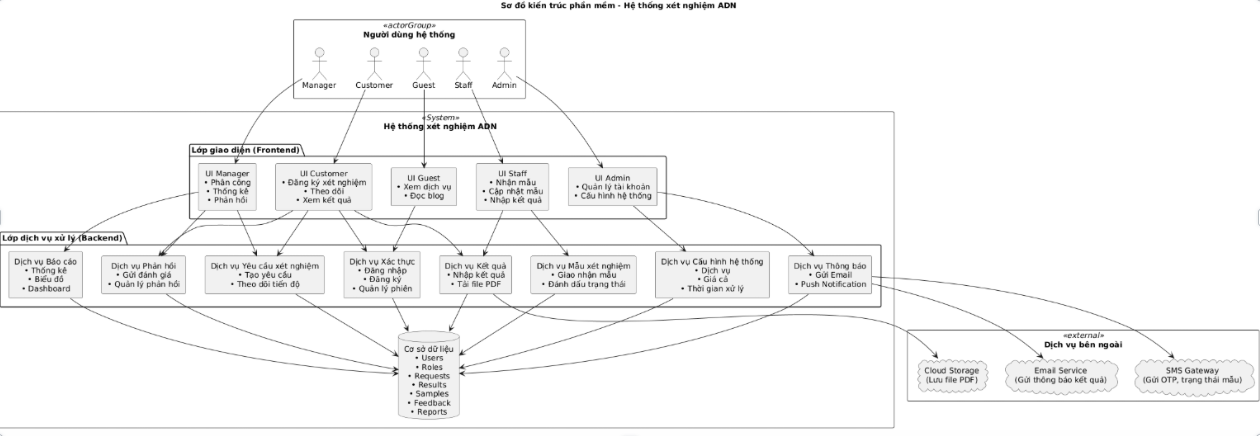 Sơ đồ kiến trúc phần mềm - Hệ thống xét nghiệm ADN
«actorGroup»
Người dùng hệ thống
Manager
Customer
Guest
Staff
Admin
«System»
Hệ thống xét nghiệm ADN
Lớp giao diện (Frontend)
UI Manager
• Phân công
• Thống kê
• Phản hồi
UI Customer
• Đăng ký xét nghiệm
• Theo dõi
• Xem kết quả
UI Guest
• Xem dịch vụ
• Đọc blog
UI Staff
• Nhận mẫu
• Cập nhật mẫu
• Nhập kết quả
UI Admin
• Quản lý tài khoản
• Cấu hình hệ thống
Lớp dịch vụ xử lý (Backend)
Dịch vụ Báo cáo
• Thống kê
• Biểu đồ
• Dashboard
Dịch vụ Phản hồi
• Gửi đánh giá
• Quản lý phản hồi
Dịch vụ Yêu cầu xét nghiệm
• Tạo yêu cầu
• Theo dõi tiến độ
Dịch vụ Xác thực
• Đăng nhập
• Đăng ký
• Quản lý phiên
Dịch vụ Kết quả
• Nhập kết quả
• Tải file PDF
Dịch vụ Mẫu xét nghiệm
• Giao nhận mẫu
• Đánh dấu trạng thái
Dịch vụ Cấu hình hệ thống
• Dịch vụ
• Giá cả
• Thời gian xử lý
Dịch vụ Thông báo
• Gửi Email
• Push Notification
Cơ sở dữ liệu
• Users
• Roles
• Requests
• Results
• Samples
• Feedback
• Reports
«external»
Dịch vụ bên ngoài
Cloud Storage
(Lưu file PDF)
Email Service
(Gửi thông báo kết quả)
SMS Gateway
(Gửi OTP, trạng thái mẫu)